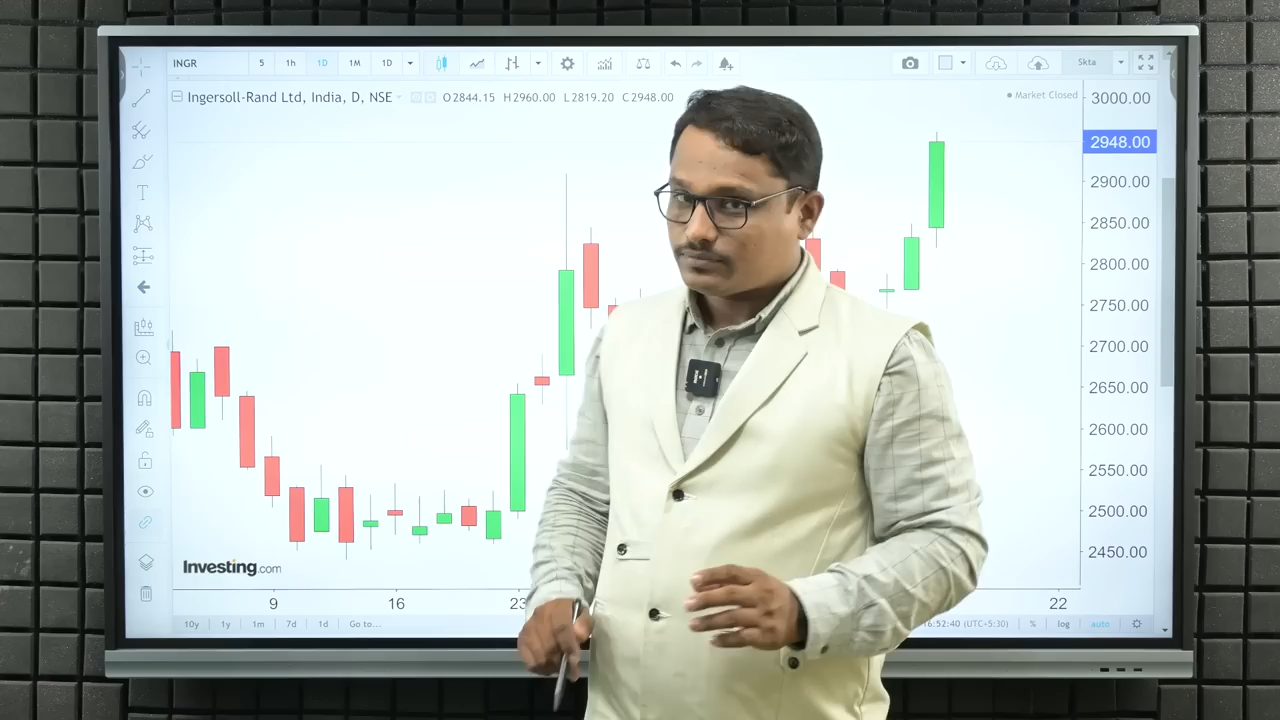 INGR 5 1h 1D 1M 1D 5kta
Ingersoll-Rand Ltd, India, D, NSE O2844.15 H2960.00 L2819.20 C2948.00
Market Closed
3000.00
2948.00
2900.00
2850.00
2800.00
2750.00
2700.00
2650.00
2600.00
2550.00
2500.00
2450.00
Investing.com
9 16 23 22
10y 1y 1m 7d 1d Go to... 16:52:40 (UTC+5:30) % log auto